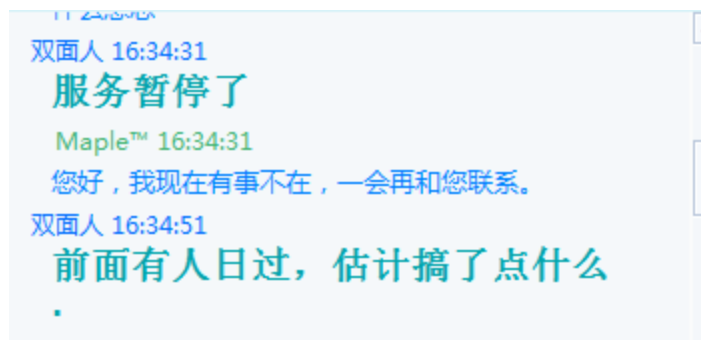 双面人 16:34:31
服务暂停了
Maple™ 16:34:31
您好，我现在有事不在，一会再和您联系。
双面人 16:34:51
前面有人日过，估计搞了点什么
.